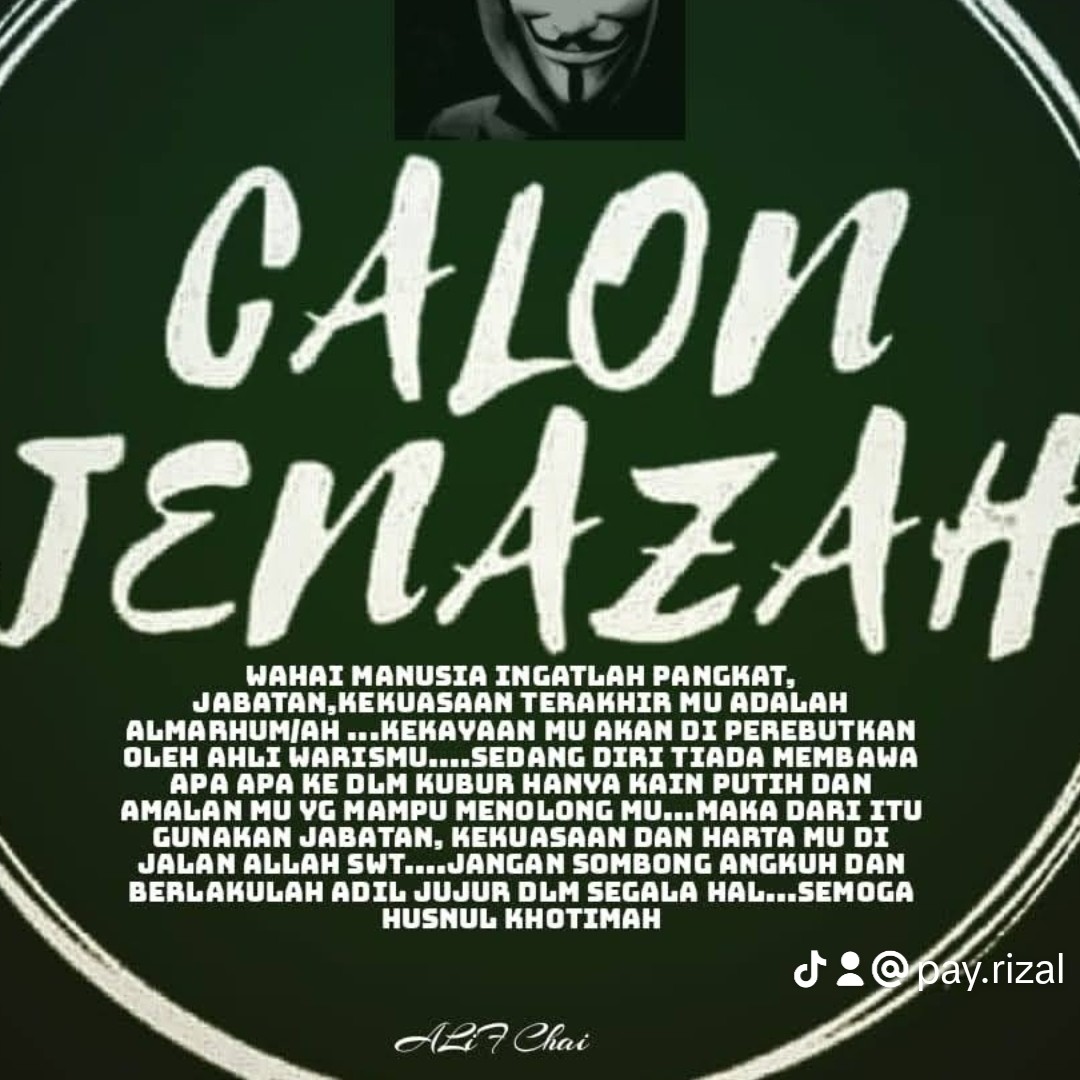 CALON
JENAZAH
WAHAI MANUSIA INGATLAH PANGKAT,
JABATAN,KEKUASAAN TERAKHIR MU ADALAH
ALMARHUM/AH ...KEKAYAAN MU AKAN DI PEREBUTKAN
OLEH AHLI WARISMU....SEDANG DIRI TIADA MEMBAWA
APA APA KE DLM KUBUR HANYA KAIN PUTIH DAN
AMALAN MU YG MAMPU MENOLONG MU...MAKA DARI ITU
GUNAKAN JABATAN, KEKUASAAN DAN HARTA MU DI
JALAN ALLAH SWT....JANGAN SOMBONG ANGKUH DAN
BERLAKULAH ADIL JUJUR DLM SEGALA HAL...SEMOGA
HUSNUL KHOTIMAH
@pay.rizal
ALiF Chai